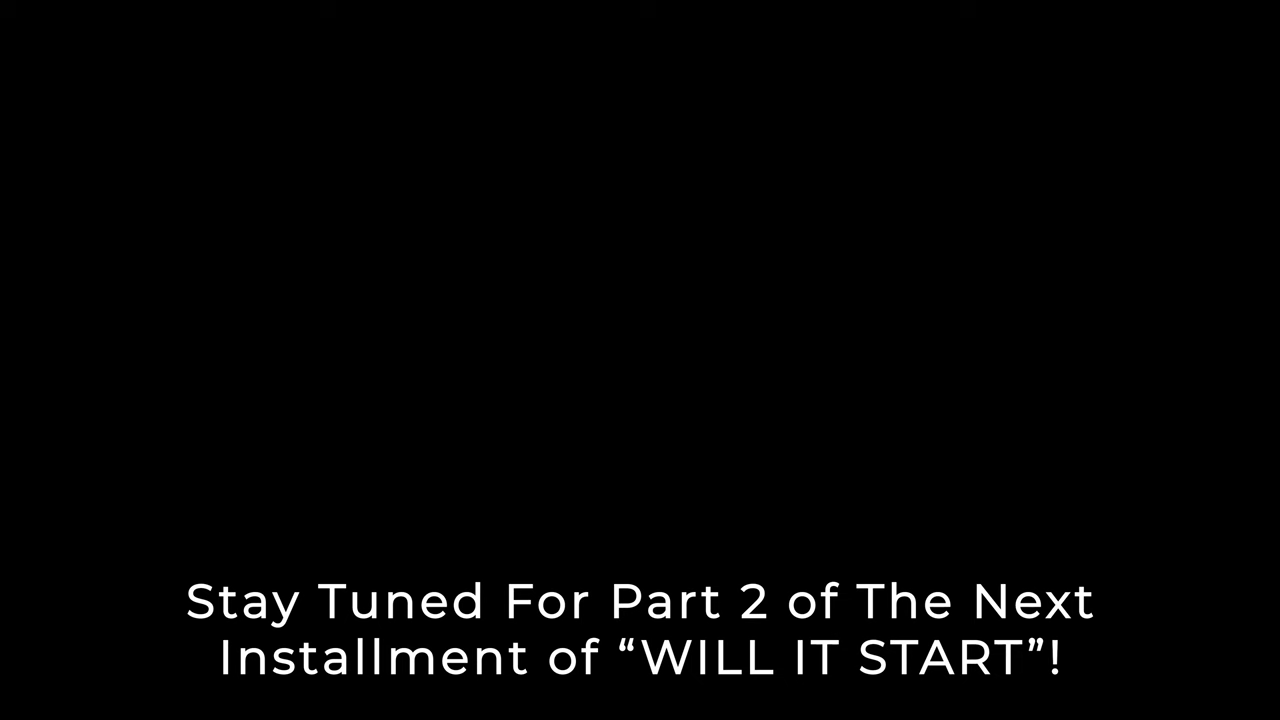 Stay Tuned For Part 2 of The Next
Installment of “WILL IT START”!